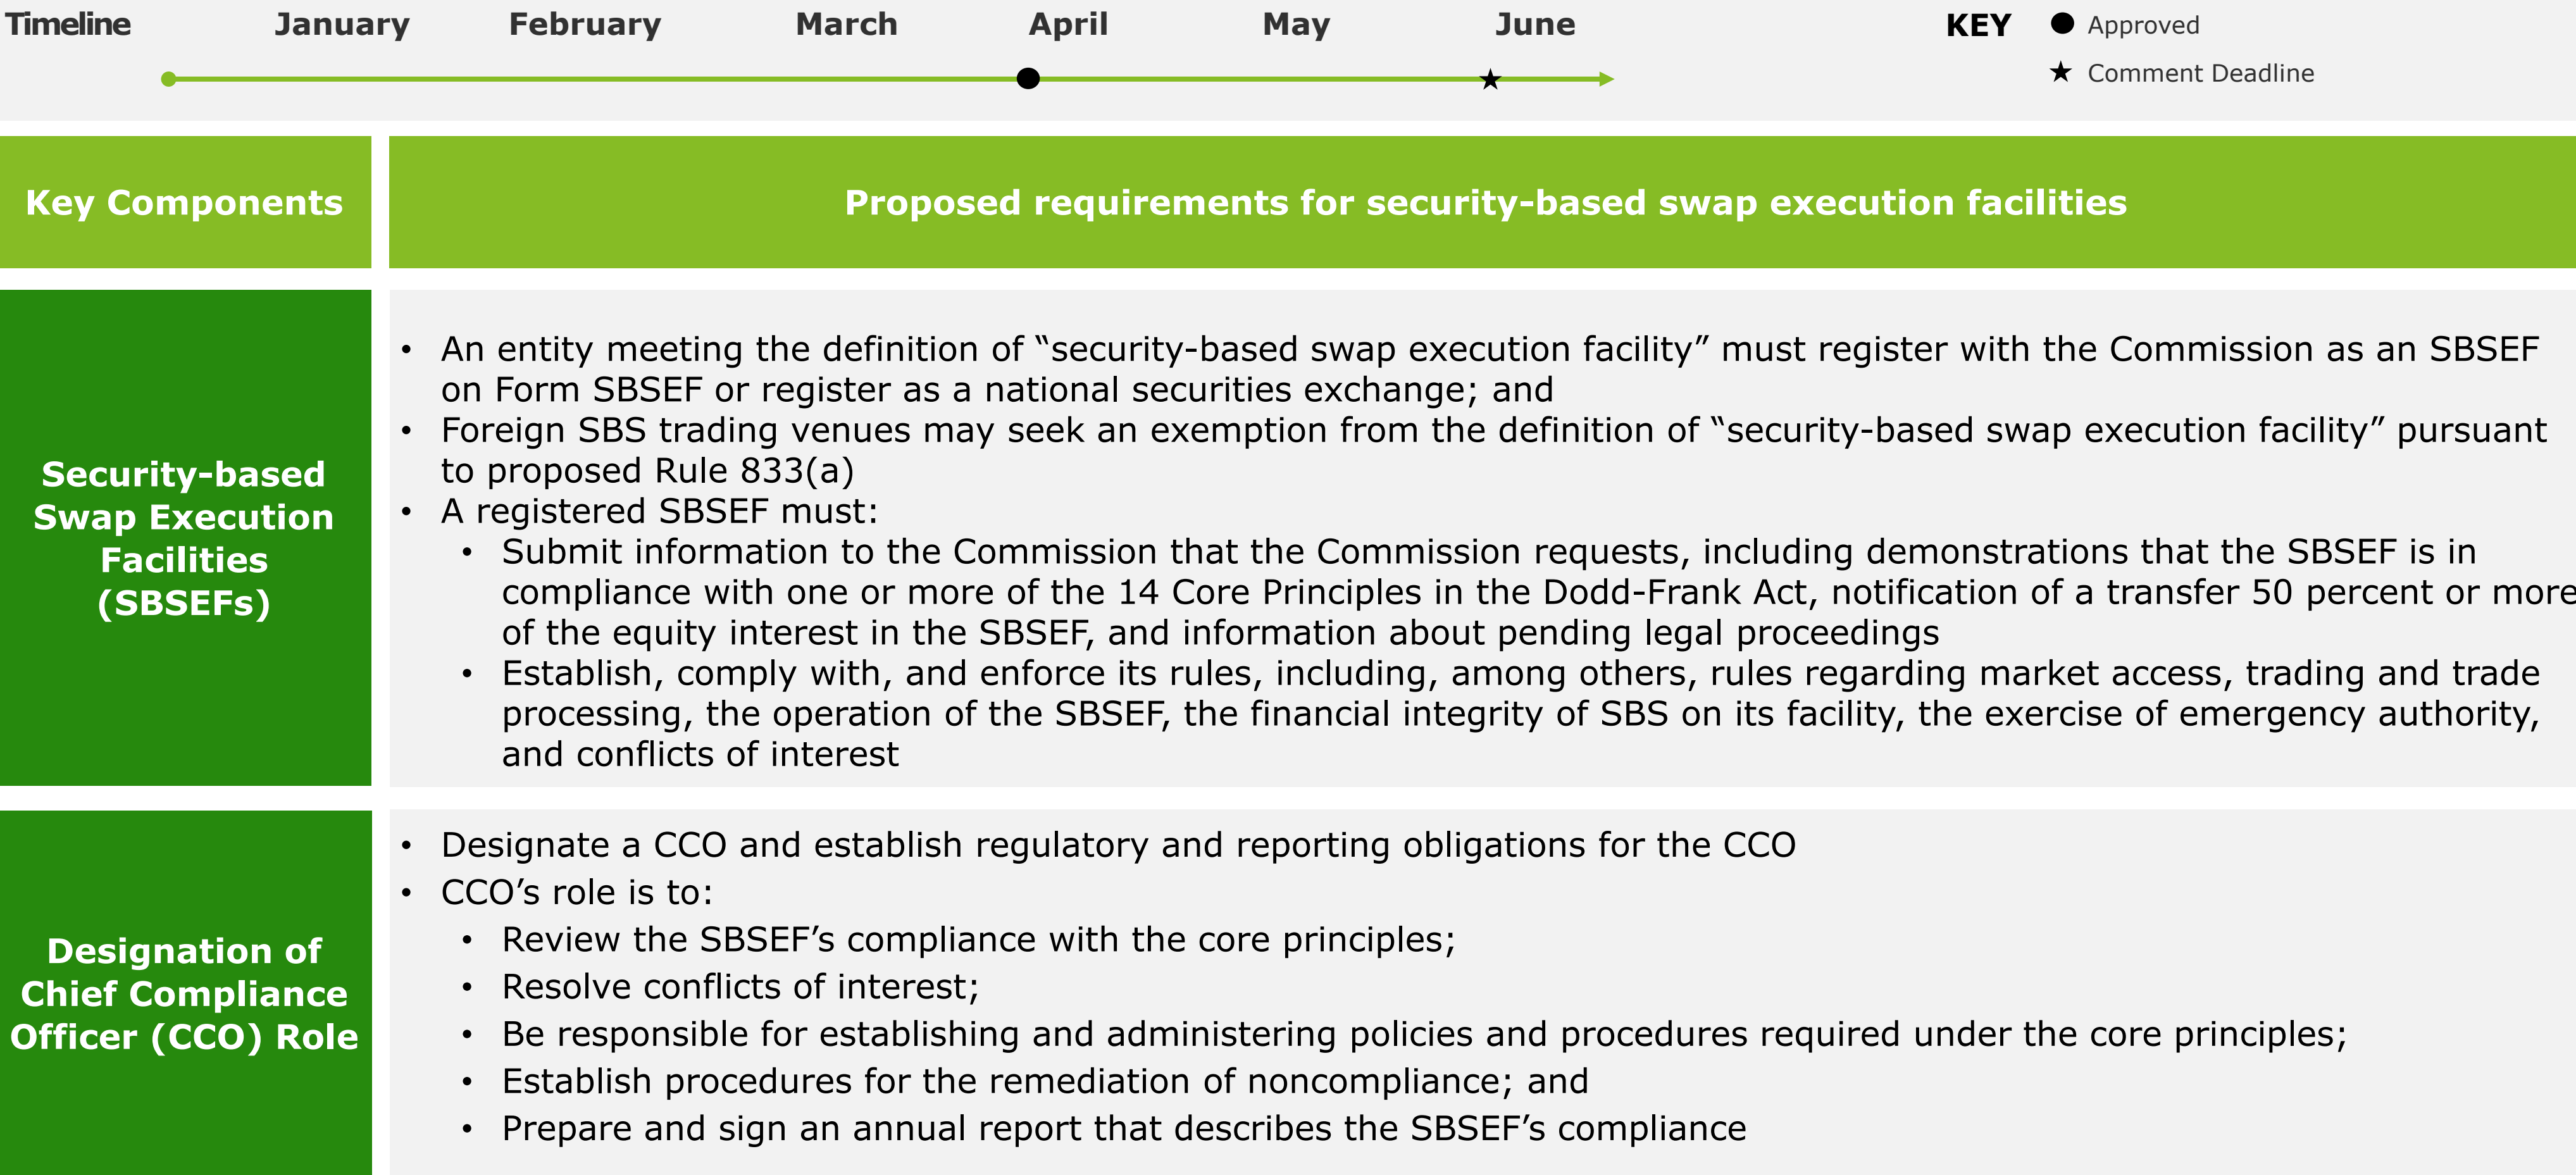 Timeline January February March April May June KEY ● Approved
★ Comment Deadline
Key Components
Proposed requirements for security-based swap execution facilities
Security-based
Swap Execution
Facilities
(SBSEFs)
• An entity meeting the definition of “security-based swap execution facility” must register with the Commission as an SBSEF
on Form SBSEF or register as a national securities exchange; and
• Foreign SBS trading venues may seek an exemption from the definition of “security-based swap execution facility” pursuant
to proposed Rule 833(a)
• A registered SBSEF must:
• Submit information to the Commission that the Commission requests, including demonstrations that the SBSEF is in
compliance with one or more of the 14 Core Principles in the Dodd-Frank Act, notification of a transfer 50 percent or more
of the equity interest in the SBSEF, and information about pending legal proceedings
• Establish, comply with, and enforce its rules, including, among others, rules regarding market access, trading and trade
processing, the operation of the SBSEF, the financial integrity of SBS on its facility, the exercise of emergency authority,
and conflicts of interest
Designation of
Chief Compliance
Officer (CCO) Role
• Designate a CCO and establish regulatory and reporting obligations for the CCO
• CCO’s role is to:
• Review the SBSEF’s compliance with the core principles;
• Resolve conflicts of interest;
• Be responsible for establishing and administering policies and procedures required under the core principles;
• Establish procedures for the remediation of noncompliance; and
• Prepare and sign an annual report that describes the SBSEF’s compliance